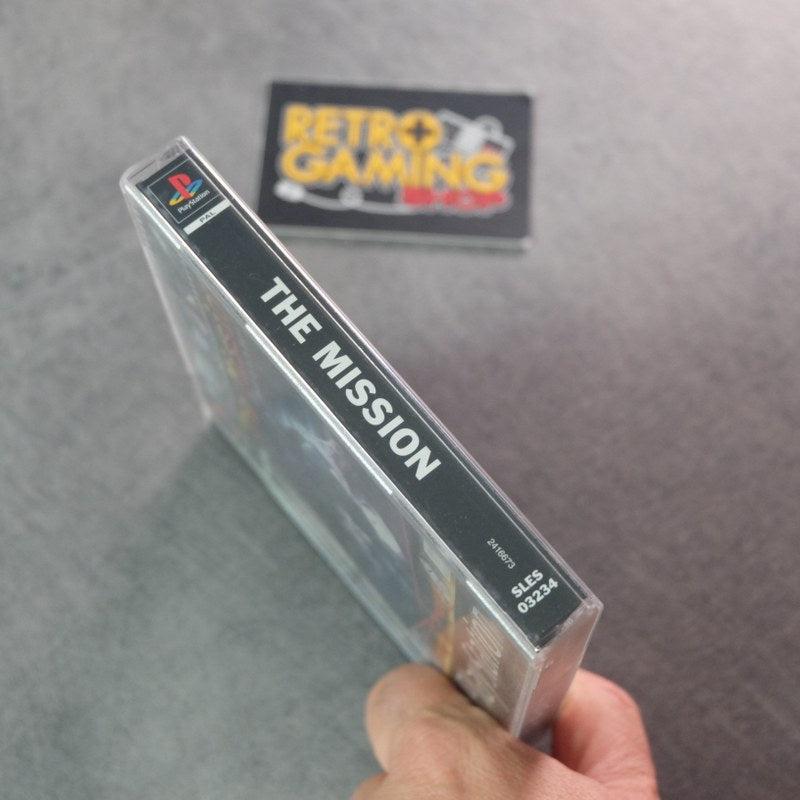 RETRO
GAMING
SHOP
PlayStation
PAL
THE MISSION
2416673
SLES
03234